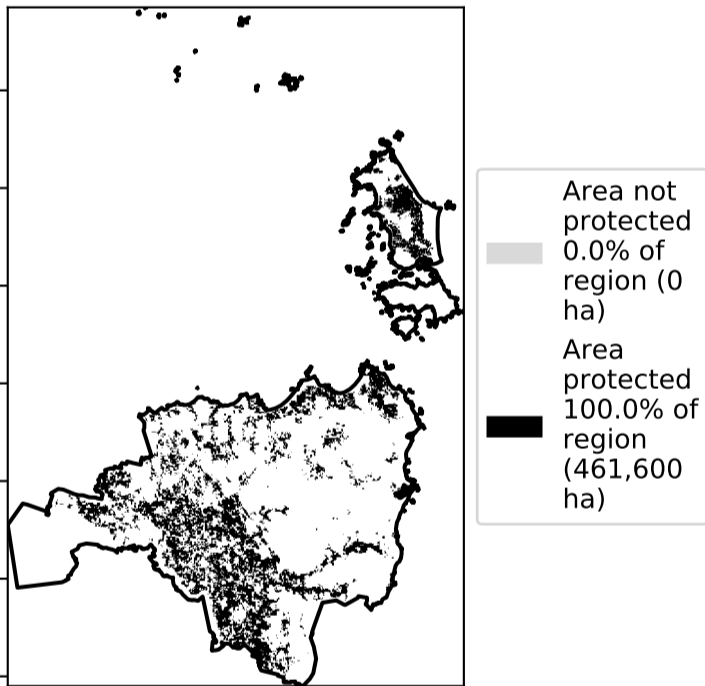 Area not
protected
0.0% of
region (0
ha)
Area
protected
100.0% of
region
(461,600
ha)